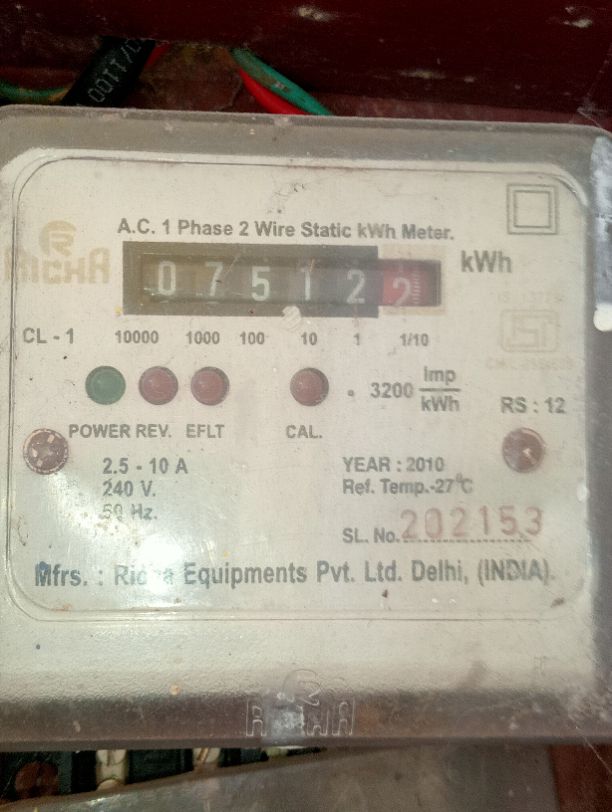 A.C. 1 Phase 2 Wire Static kWh Meter.
RICHA
0 7 5 1 2 2 kWh
CL - 1 10000 1000 100 10 1 1/10
3200 Imp/kWh
RS : 12
POWER REV. EFLT CAL.
2.5 - 10 A
240 V.
50 Hz.
YEAR : 2010
Ref. Temp.-27°C
SL. No. 202153
Mfrs. : Equipments Pvt. Ltd. Delhi, (INDIA).